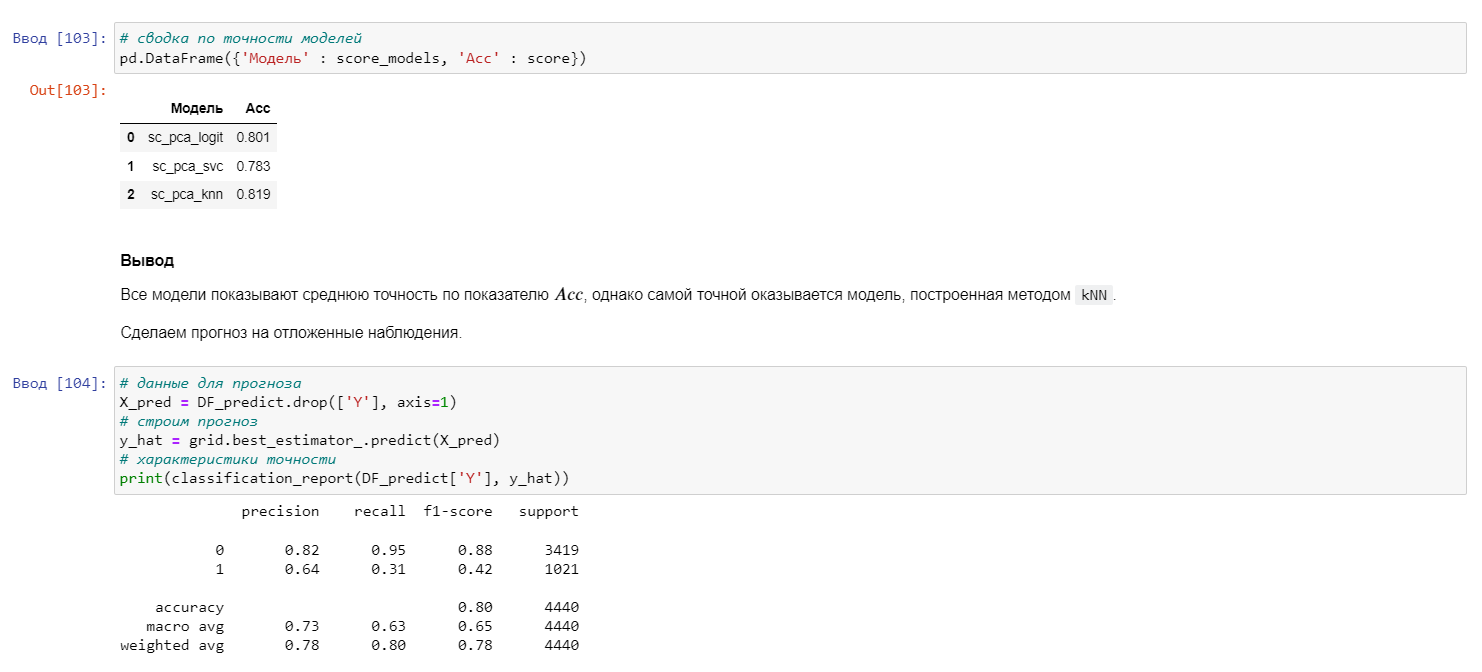 Ввод [103]: # сводка по точности моделей
pd.DataFrame({'Модель' : score_models, 'Acc' : score})
Out[103]:
Модель Acc
0 sc_pca_logit 0.801
1 sc_pca_svc 0.783
2 sc_pca_knn 0.819
Вывод
Все модели показывают среднюю точность по показателю Acc, однако самой точной оказывается модель, построенная методом kNN.
Сделаем прогноз на отложенные наблюдения.
Ввод [104]: # данные для прогноза
X_pred = DF_predict.drop(['Y'], axis=1)
# строим прогноз
y_hat = grid.best_estimator_.predict(X_pred)
# характеристики точности
print(classification_report(DF_predict['Y'], y_hat))
precision recall f1-score support
0 0.82 0.95 0.88 3419
1 0.64 0.31 0.42 1021
accuracy 0.80 4440
macro avg 0.73 0.63 0.65 4440
weighted avg 0.78 0.80 0.78 4440